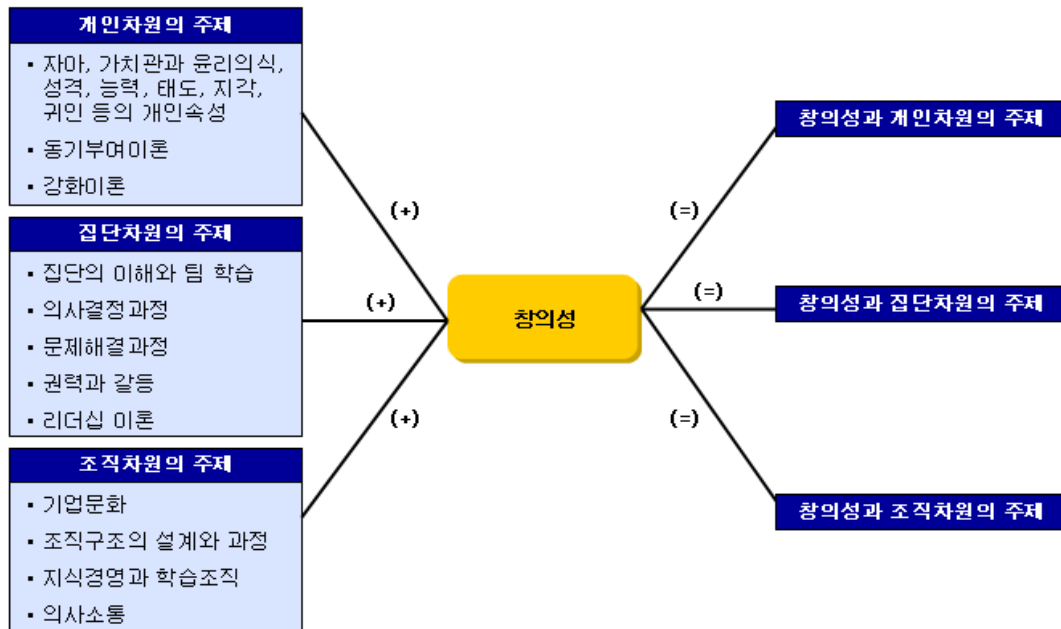 개인차원의 주제
▪ 자아, 가치관과 윤리의식,
성격, 능력, 태도, 지각,
귀인 등의 개인속성
▪ 동기부여이론
▪ 강화이론
집단차원의 주제
▪ 집단의 이해와 팀 학습
▪ 의사결정과정
▪ 문제해결과정
▪ 권력과 갈등
▪ 리더십 이론
조직차원의 주제
▪ 기업문화
▪ 조직구조의 설계와 과정
▪ 지식경영과 학습조직
▪ 의사소통
(+)
(+)
(+)
창의성
(=)
(=)
(=)
창의성과 개인차원의 주제
창의성과 집단차원의 주제
창의성과 조직차원의 주제